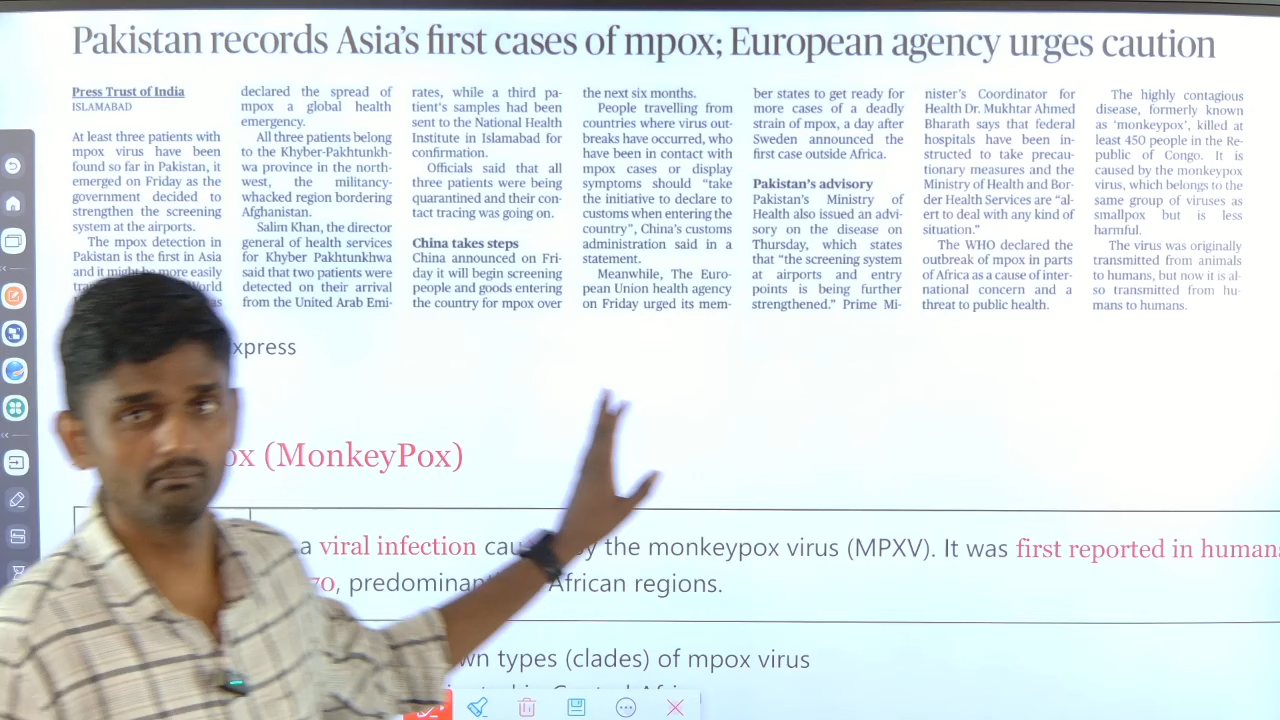 Pakistan records Asia's first cases of mpox; European agency urges caution
Press Trust of India
ISLAMABAD
At least three patients with
mpox virus have been
found so far in Pakistan, it
emerged on Friday as the
government decided to
strengthen the screening
system at the airports.
The mpox detection in
Pakistan is the first in Asia
and it might be more easily
World
declared the spread of
mpox a global health
emergency.
All three patients belong
to the Khyber-Pakhtunkh-
wa province in the north-
west, the militancy-
whacked region bordering
Afghanistan.
Salim Khan, the director
general of health services
for Khyber Pakhtunkhwa
said that two patients were
detected on their arrival
from the United Arab Emi-
rates, while a third pa-
tient's samples had been
sent to the National Health
Institute in Islamabad for
confirmation.
Officials said that all
three patients were being
quarantined and their con-
tact tracing was going on.
China takes steps
China announced on Fri-
day it will begin screening
people and goods entering
the country for mpox over
the next six months.
People travelling from
countries where virus out-
breaks have occurred, who
have been in contact with
mpox cases or display
symptoms should “take
the initiative to declare to
customs when entering the
country”, China's customs
administration said in a
statement.
Meanwhile, The Euro-
pean Union health agency
on Friday urged its mem-
ber states to get ready for
more cases of a deadly
strain of mpox, a day after
Sweden announced the
first case outside Africa.
Pakistan's advisory
Pakistan's Ministry of
Health also issued an advi-
sory on the disease on
Thursday, which states
that “the screening system
at airports and entry
points is being further
strengthened.” Prime Mi-
nister's Coordinator for
Health Dr. Mukhtar Ahmed
Bharath says that federal
hospitals have been in-
structed to take precau-
tionary measures and the
Ministry of Health and Bor-
der Health Services are “al-
ert to deal with any kind of
situation.”
The WHO declared the
outbreak of mpox in parts
of Africa as a cause of inter-
national concern and a
threat to public health.
The highly contagious
disease, formerly known
as ‘monkeypox’, killed at
least 450 people in the Re-
public of Congo. It is
caused by the monkeypox
virus, which belongs to the
same group of viruses as
smallpox but is less
harmful.
The virus was originally
transmitted from animals
to humans, but now it is al-
so transmitted from hu-
mans to humans.
xpress
ox (MonkeyPox)
a viral infection by the monkeypox virus (MPXV). It was first reported in humans
70, African regions.
wn types (clades) of mpox virus